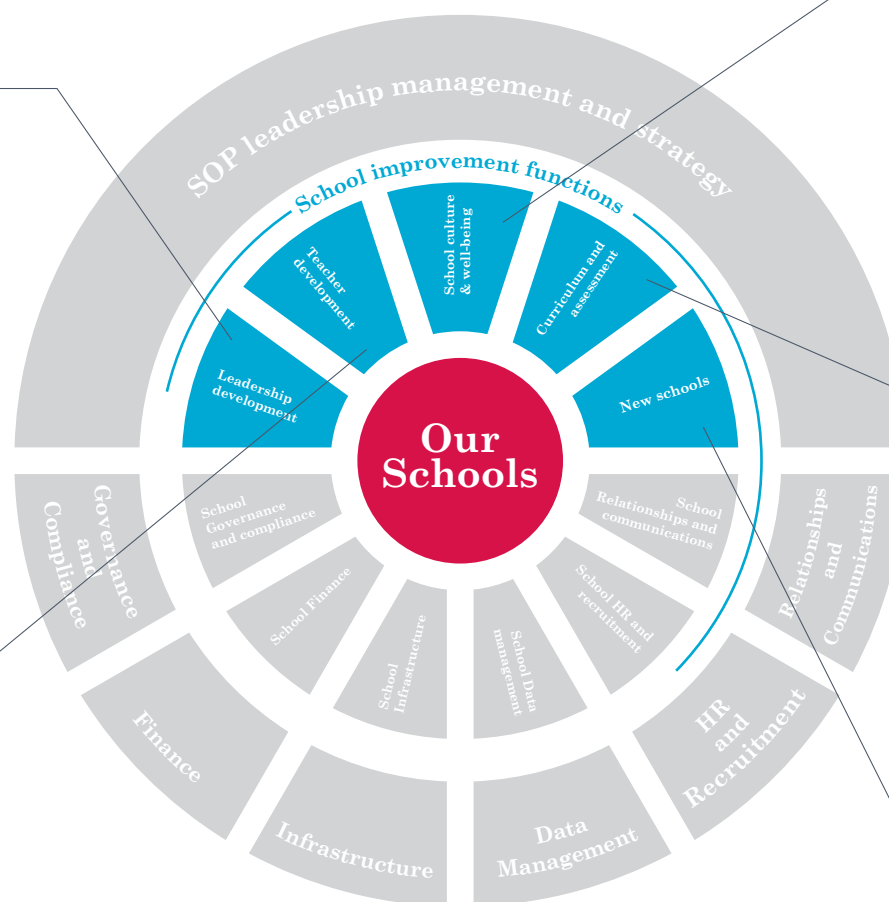 SOP leadership management and strategy
School improvement functions
Leadership
development
Teacher
development
School culture
& well-being
Curriculum and
assessment
New schools
Our
Schools
School
Governance
and compliance
School Finance
School
Infrastructure
School Data
management
School HR and
recruitment
School
Relationships and
communications
Governance
and
Compliance
Finance
Infrastructure
Data
Management
HR
and
Recruitment
Relationships
and
Communications